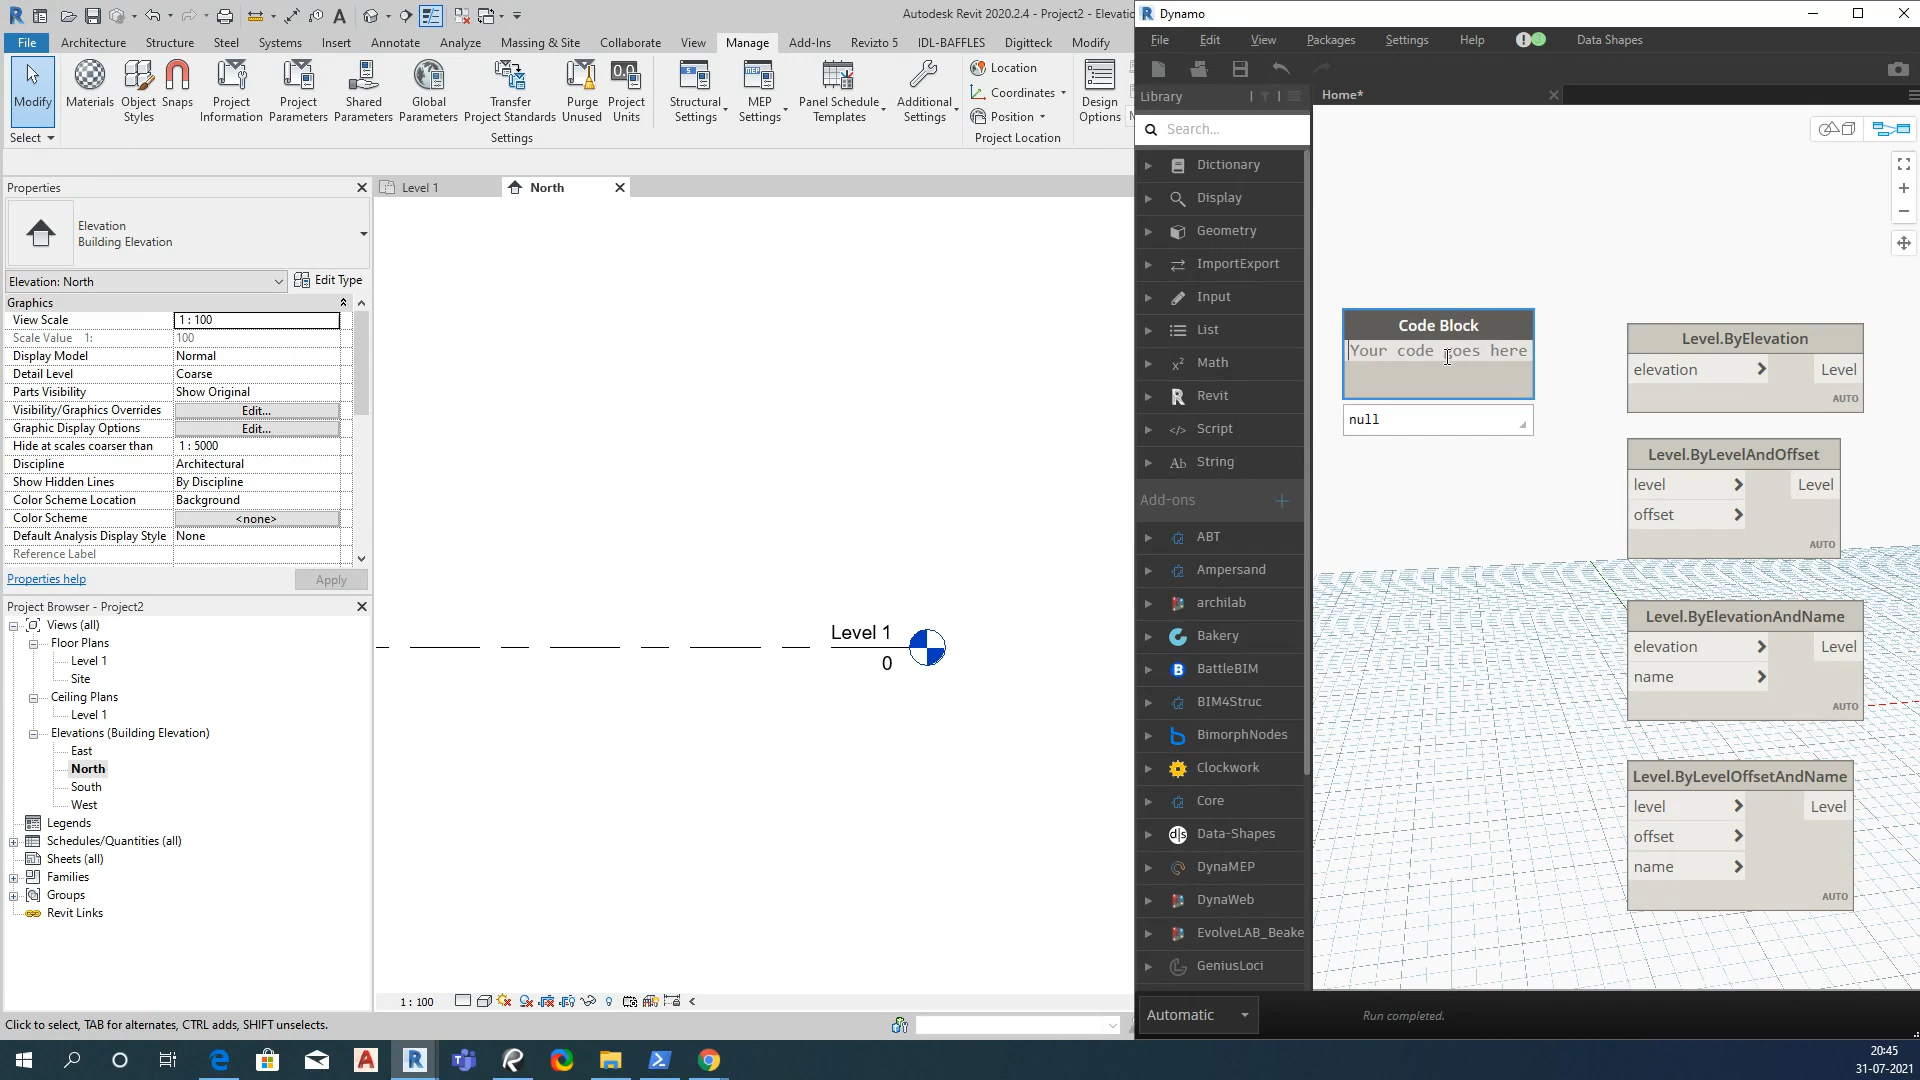 Autodesk Revit 2020.2.4 - Project2 - Elevatio
Dynamo
File
Architecture
Structure
Steel
Systems
Insert
Annotate
Analyze
Massing & Site
Collaborate
View
Manage
Add-Ins
Revizto 5
IDL-BAFFLES
Digitteck
Modify
File
Edit
View
Packages
Settings
Help
Data Shapes
Modify
Materials
Object
Styles
Snaps
Project
Information
Project
Parameters
Shared
Parameters
Global
Parameters
Transfer
Project Standards
Purge
Unused
Project
Units
Structural
Settings
MEP
Settings
Panel Schedule
Templates
Additional
Settings
Location
Coordinates
Position
Design
Options
Select
Settings
Project Location
Library
Home*
Search...
Properties
Level 1
North
Elevation
Building Elevation
Elevation: North
Edit Type
Graphics
View Scale
1 : 100
Scale Value 1:
100
Display Model
Normal
Detail Level
Coarse
Parts Visibility
Show Original
Visibility/Graphics Overrides
Edit...
Graphic Display Options
Edit...
Hide at scales coarser than
1 : 5000
Discipline
Architectural
Show Hidden Lines
By Discipline
Color Scheme Location
Background
Color Scheme
<none>
Default Analysis Display Style
None
Reference Label
Properties help
Apply
Project Browser - Project2
Views (all)
Floor Plans
Level 1
Site
Ceiling Plans
Level 1
Elevations (Building Elevation)
East
North
South
West
Legends
Schedules/Quantities (all)
Sheets (all)
Families
Groups
Revit Links
Level 1
0
1 : 100
Click to select, TAB for alternates, CTRL adds, SHIFT unselects.
Dictionary
Display
Geometry
ImportExport
Input
List
Math
Revit
Script
String
Add-ons
ABT
Ampersand
archilab
Bakery
BattleBIM
BIM4Struc
BimorphNodes
Clockwork
Core
Data-Shapes
DynaMEP
DynaWeb
EvolveLAB_Beake
GeniusLoci
Code Block
Your code goes here
null
Level.ByElevation
elevation
Level
AUTO
Level.ByLevelAndOffset
level
Level
offset
AUTO
Level.ByElevationAndName
elevation
Level
name
AUTO
Level.ByLevelOffsetAndName
level
Level
offset
name
AUTO
Automatic
Run completed.
20:45
31-07-2021